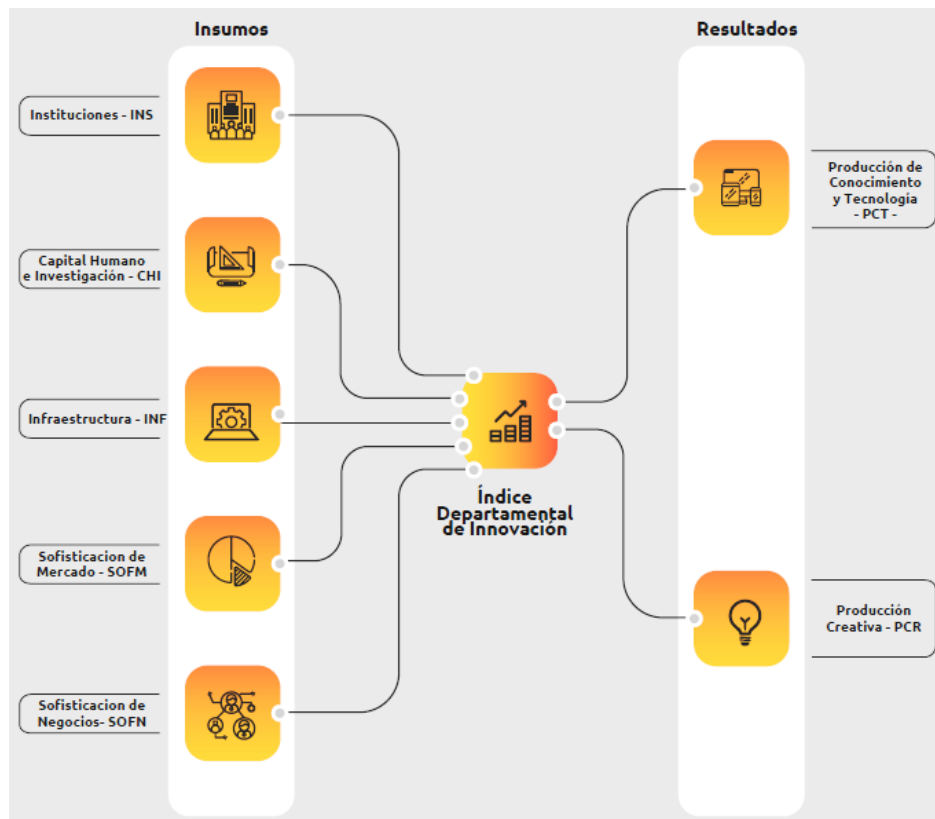 Insumos
Resultados
Instituciones - INS
Capital Humano
e Investigación - CHI
Infraestructura - INF
Sofisticacion de
Mercado - SOFM
Sofisticacion de
Negocios- SOFN
Índice
Departamental
de Innovación
Producción de
Conocimiento
y Tecnología
- PCT -
Producción
Creativa - PCR